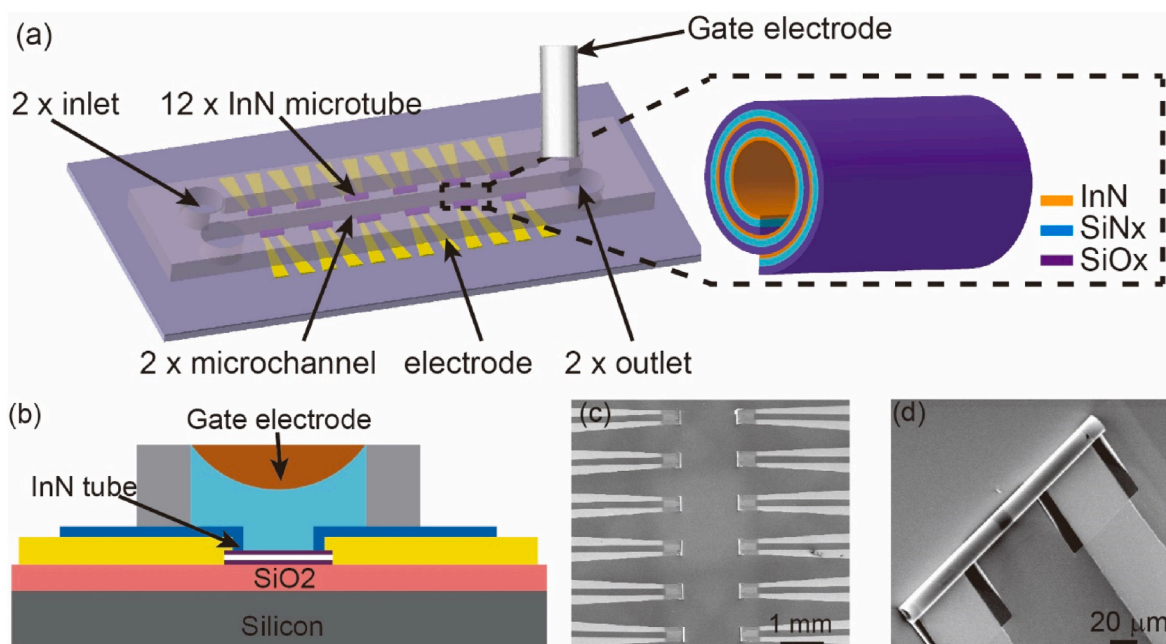 (a)
Gate electrode
2 x inlet
12 x InN microtube
InN
SiNx
SiOx
2 x microchannel
electrode
2 x outlet
(b)
Gate electrode
InN tube
SiO2
Silicon
(c)
1 mm
(d)
20 μm